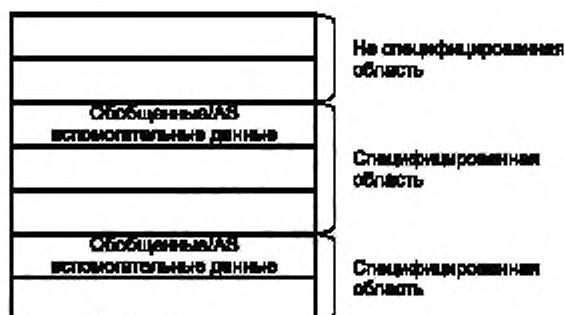 Не специфицированная
область
Обобщенные/AS
вспомогательные данные
Специфицированная
область
Обобщенные/AS
вспомогательные данные
Специфицированная
область